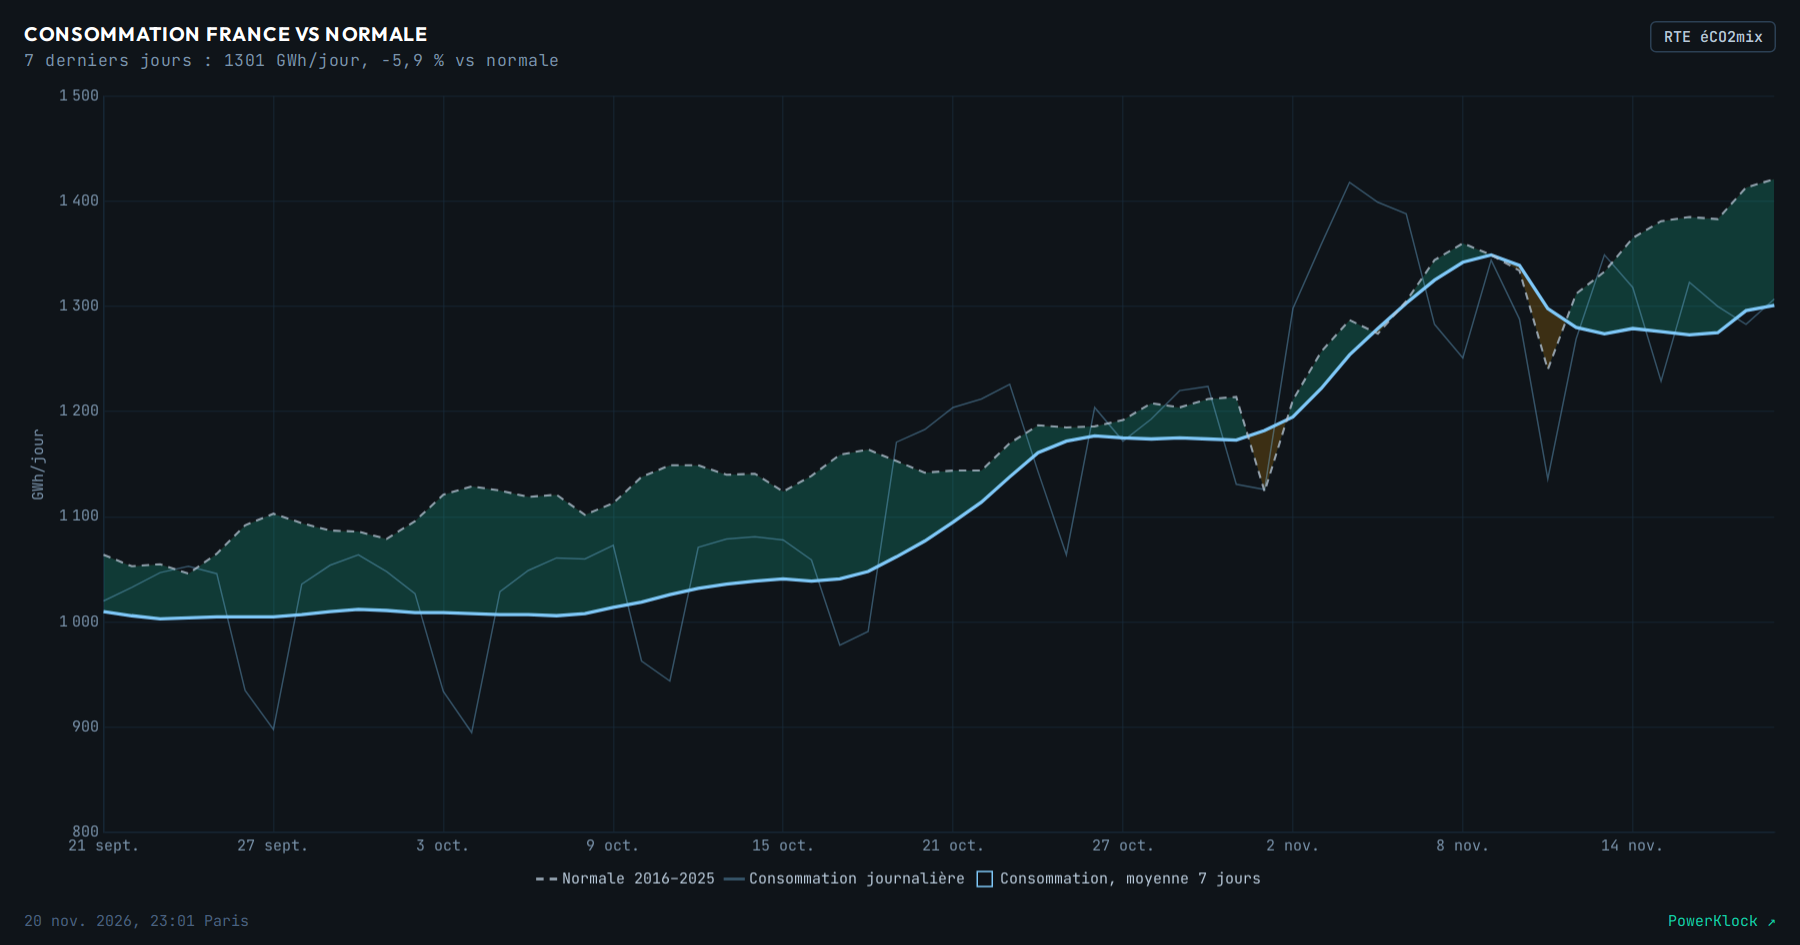 CONSOMMATION FRANCE VS NORMALE
RTE éCO2mix
7 derniers jours : 1301 GWh/jour, -5,9 % vs normale
1 500
1 400
1 300
1 200
1 100
1 000
900
800
GWh/jour
21 sept.
27 sept.
3 oct.
9 oct.
15 oct.
21 oct.
27 oct.
2 nov.
8 nov.
14 nov.
Normale 2016-2025
Consommation journalière
Consommation, moyenne 7 jours
20 nov. 2026, 23:01 Paris
PowerKlock ↗